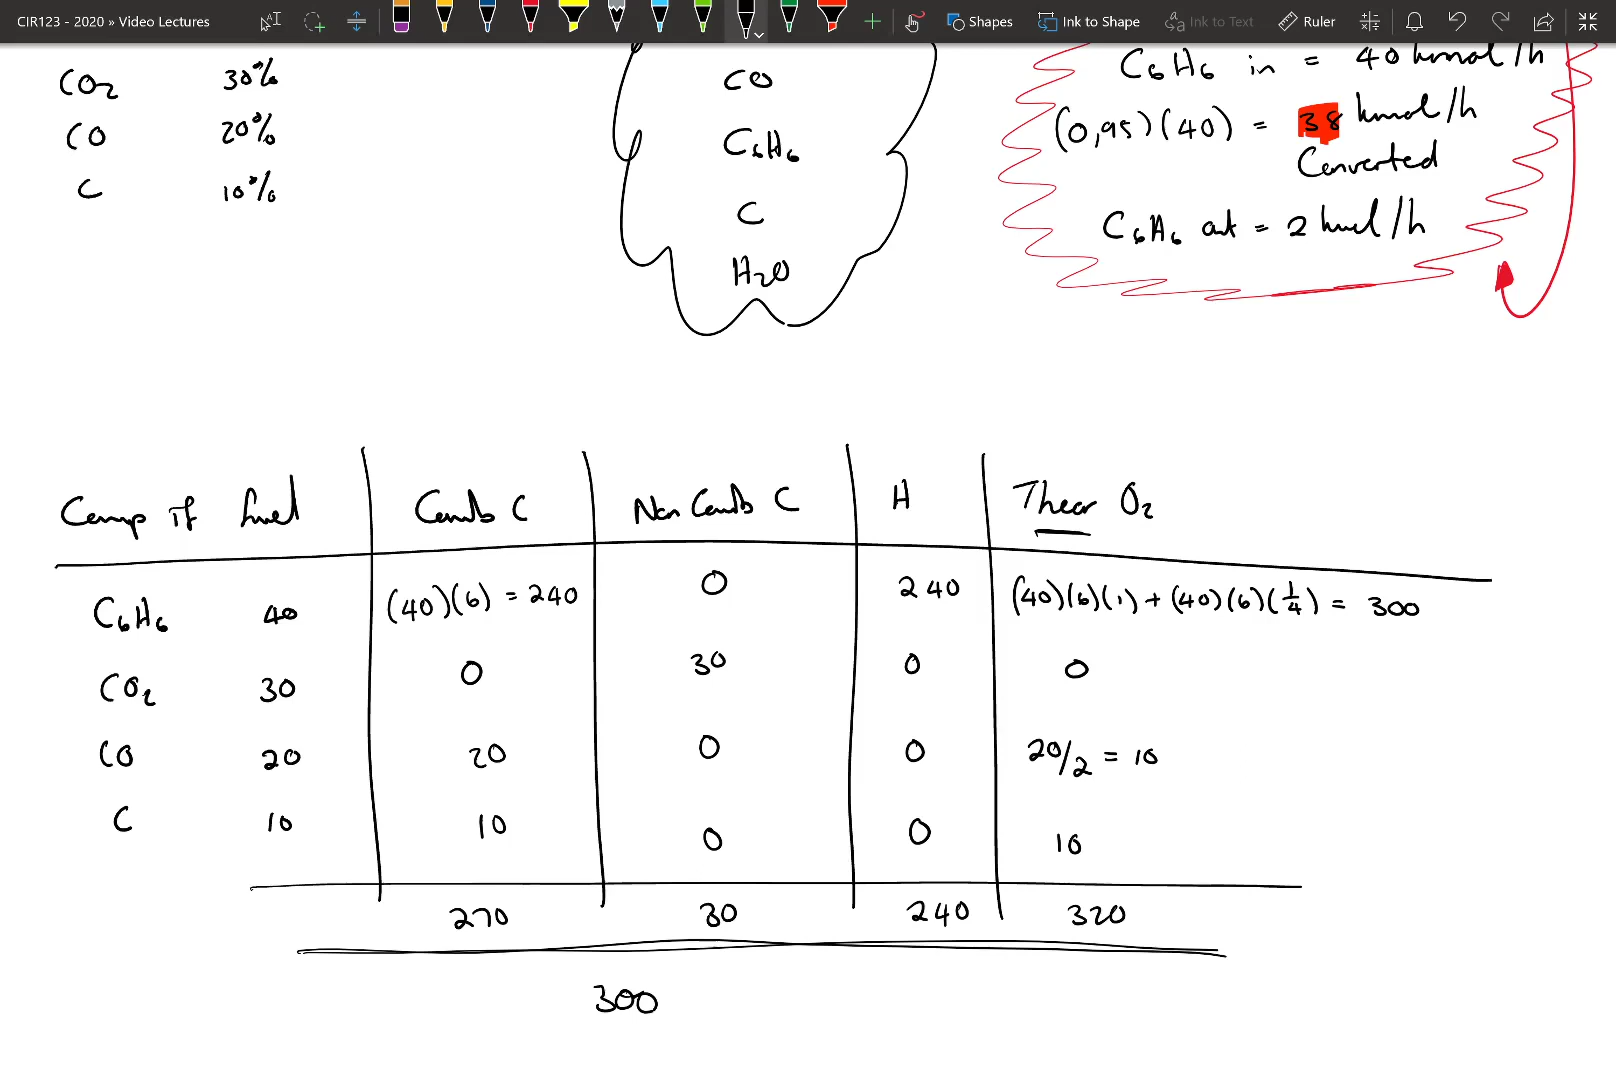 CIR123 - 2020 » Video Lectures
Shapes
Ink to Shape
Ink to Text
Ruler
CO2 30%
CO 20%
C 10%
CO
C6H6
C
H2O
C6H6 in = 40 kmol/h
(0,95)(40) = 38 kmol/h
Converted
C6H6 out = 2 kmol/h
Comp of fuel Comb C Non Comb C H Theor O2
C6H6 40 (40)(6) = 240 0 240 (40)(6)(1) + (40)(6)(1/4) = 300
CO2 30 0 30 0 0
CO 20 20 0 0 20/2 = 10
C 10 10 0 0 10
270 30 240 320
300